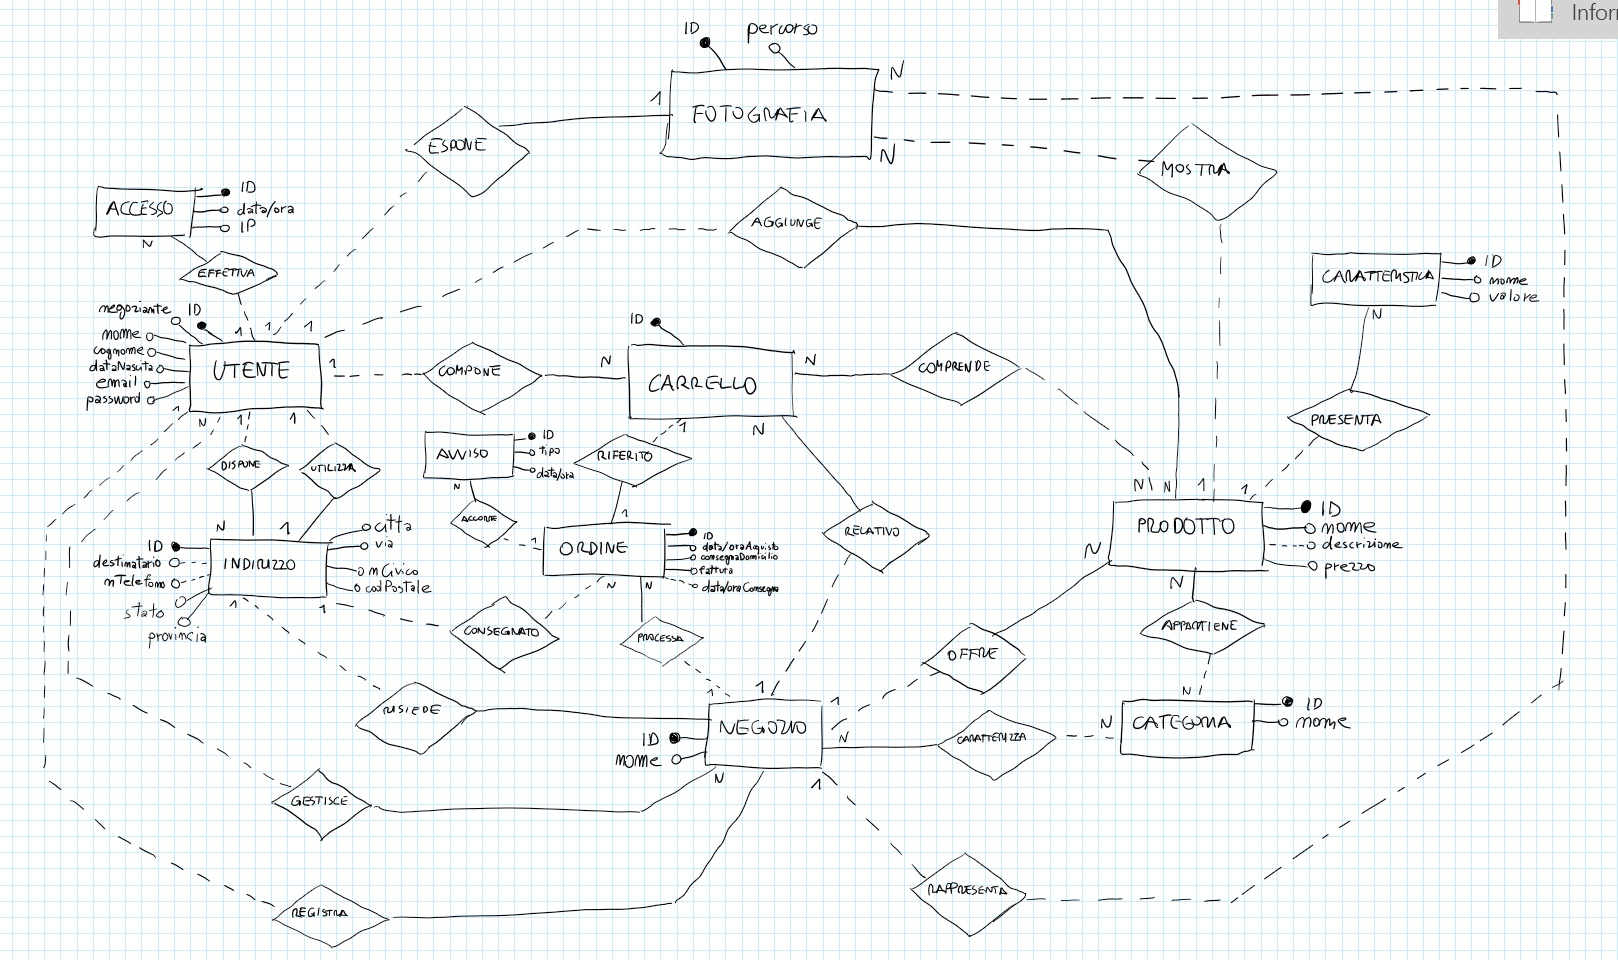 Infor
ID percorso
N
1 FOTOGRAFIA
N
ESPONE
MOSTRA
ACCESSO
ID
data/ora
IP
N
EFFETTUA
AGGIUNGE
CARATTERISTICA
ID
nome
valore
N
negoziante ID
nome
cognome
dataNascita
email
password
1 1 1
UTENTE
1
1 N 1 1
COMPONE
N
ID
CARRELLO
N
1 N
COMPRENDE
PRESENTA
DISPONE
UTILIZZA
AVVISO
ID
tipo
data/ora
N
RIFERITO
ACCORRE
RELATIVO
N N 1 1
PRODOTTO
ID
nome
descrizione
prezzo
N
N
N 1
ID
destinatario
nTelefono
stato
provincia
INDIRIZZO
citta
via
nCivico
codPostale
1 1
1
1 ORDINE
ID
data/oraAcquisto
consegnaDomicilio
fattura
data/oraConsegna
N N
CONSEGNATO
PROCESSA
OFFRE
APPARTIENE
RISIEDE
1 1 1
NEGOZIO
ID
nome
N
N 1
CARATTERIZZA
N
N
CATEGORIA
ID
nome
GESTISCE
REGISTRA
RAPPRESENTA